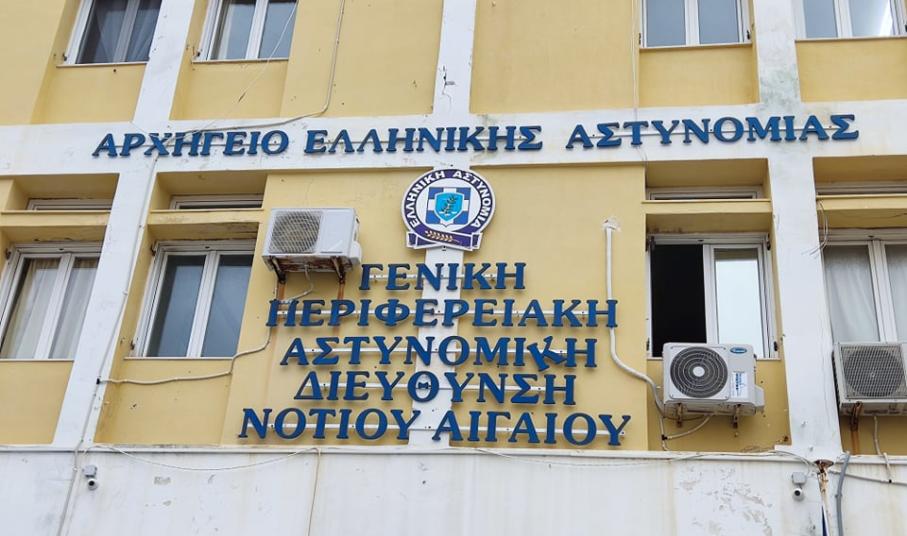 ΑΡΧΗΓΕΙΟ ΕΛΛΗΝΙΚΗΣ ΑΣΤΥΝΟΜΙΑΣ
ΕΛΛΗΝΙΚΗ ΑΣΤΥΝΟΜΙΑ
ΓΕΝΙΚΗ
ΠΕΡΙΦΕΡΕΙΑΚΗ
ΑΣΤΥΝΟΜΙΚΗ
ΔΙΕΥΘΥΝΣΗ
ΝΟΤΙΟΥ ΑΙΓΑΙΟΥ